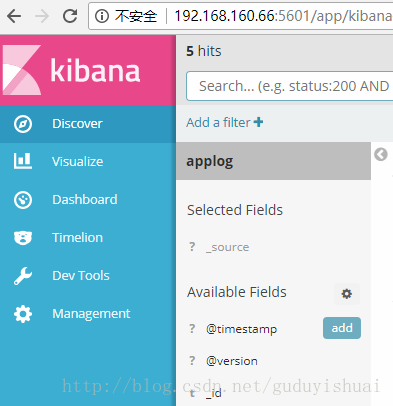 不安全
192.168.160.66:5601/app/kibana
kibana
5 hits
Search... (e.g. status:200 AND
Add a filter +
Discover
Visualize
Dashboard
Timelion
Dev Tools
Management
applog
Selected Fields
? _source
Available Fields
? @timestamp add
? @version
t _id
http://blog.csdn.net/guduyishuai